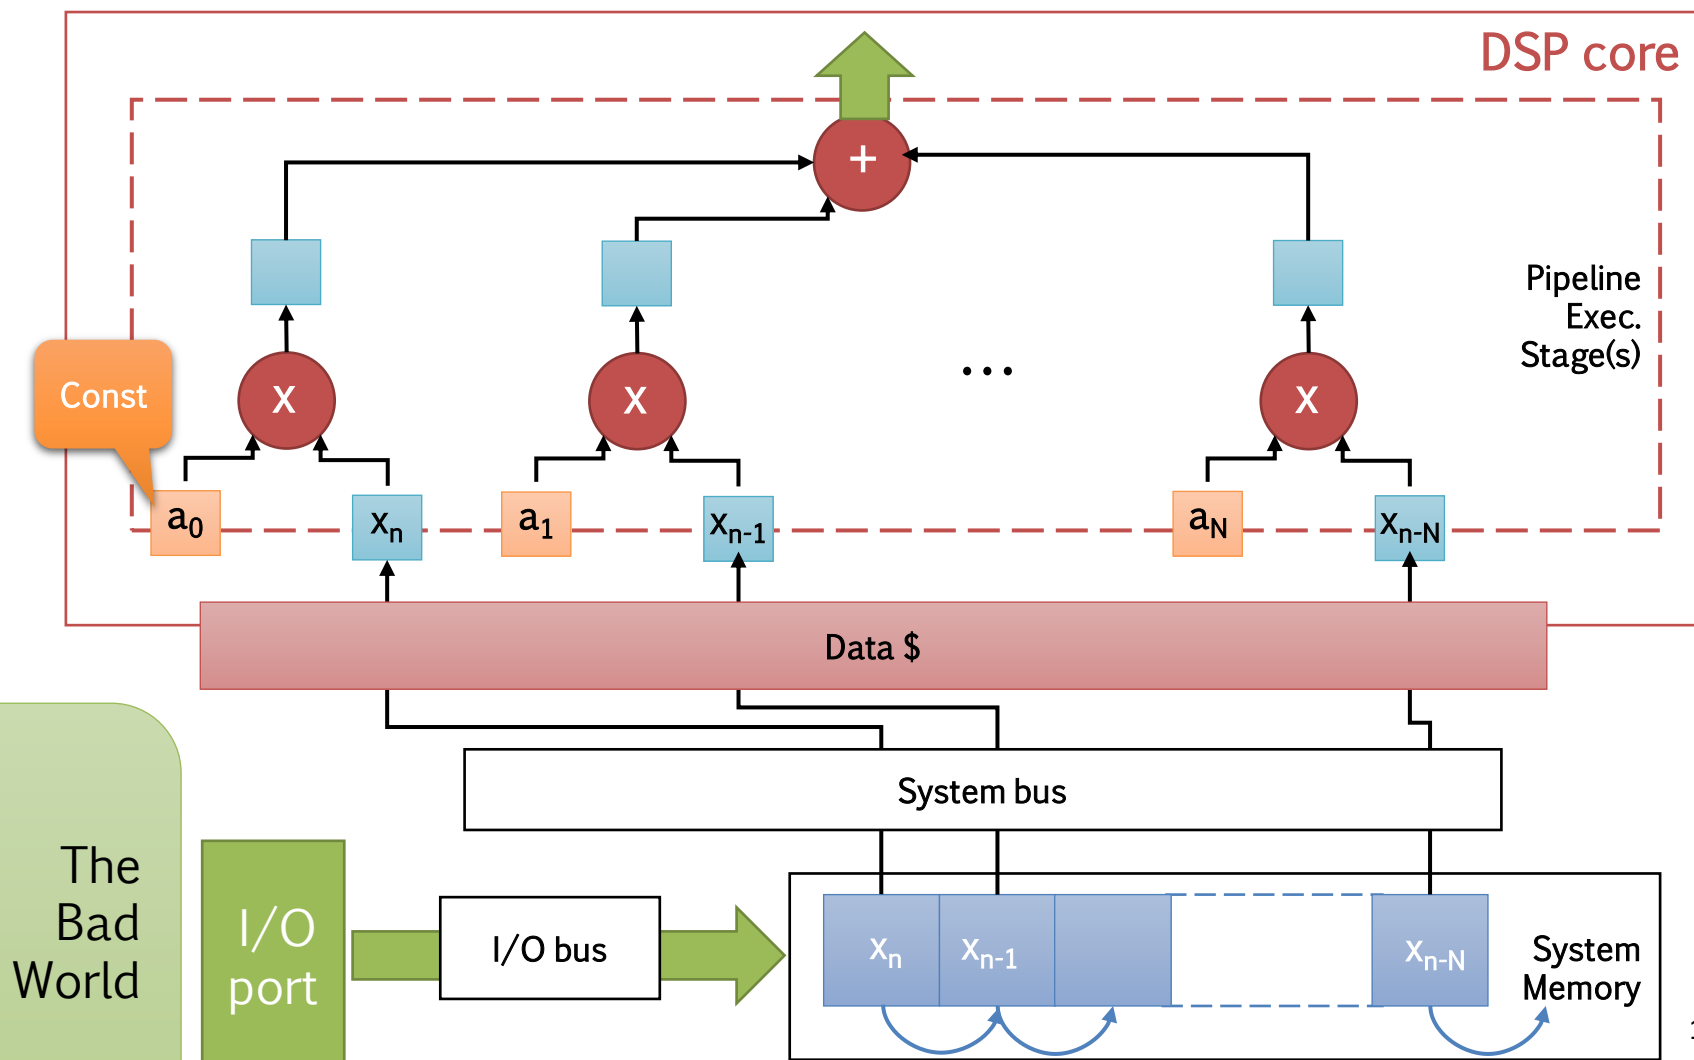 DSP core
+
Pipeline
Exec.
Stage(s)
Const
X
X
...
X
a0
xn
a1
xn-1
aN
xn-N
Data $
System bus
The
Bad
World
I/O
port
I/O bus
xn
xn-1
xn-N
System
Memory